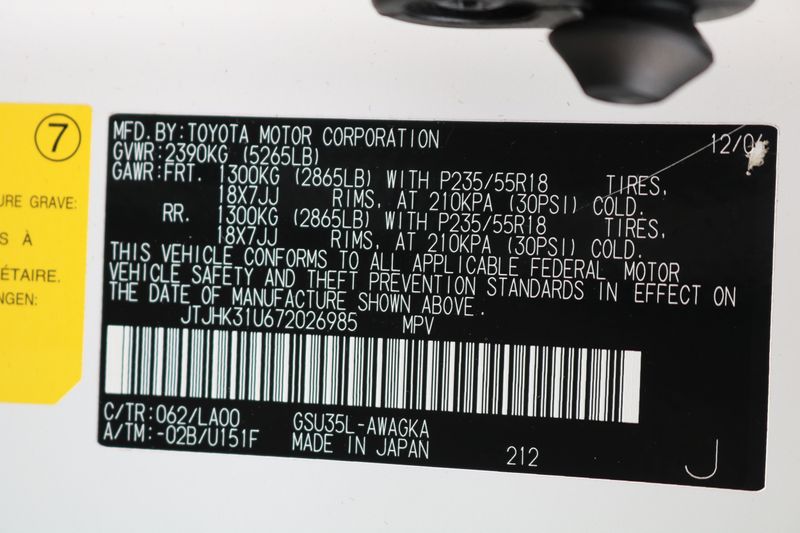 7
URE GRAVE:
S À
ÉTAIRE.
NGEN:
MFD.BY:TOYOTA MOTOR CORPORATION 12/06
GVWR:2390KG (5265LB)
GAWR:FRT. 1300KG (2865LB) WITH P235/55R18 TIRES,
18X7JJ RIMS, AT 210KPA (30PSI) COLD.
RR. 1300KG (2865LB) WITH P235/55R18 TIRES,
18X7JJ RIMS, AT 210KPA (30PSI) COLD.
THIS VEHICLE CONFORMS TO ALL APPLICABLE FEDERAL MOTOR
VEHICLE SAFETY AND THEFT PREVENTION STANDARDS IN EFFECT ON
THE DATE OF MANUFACTURE SHOWN ABOVE.
JTJHK31U672026985 MPV
C/TR:062/LA00 GSU35L-AWAGKA
A/TM:-02B/U151F MADE IN JAPAN 212
J